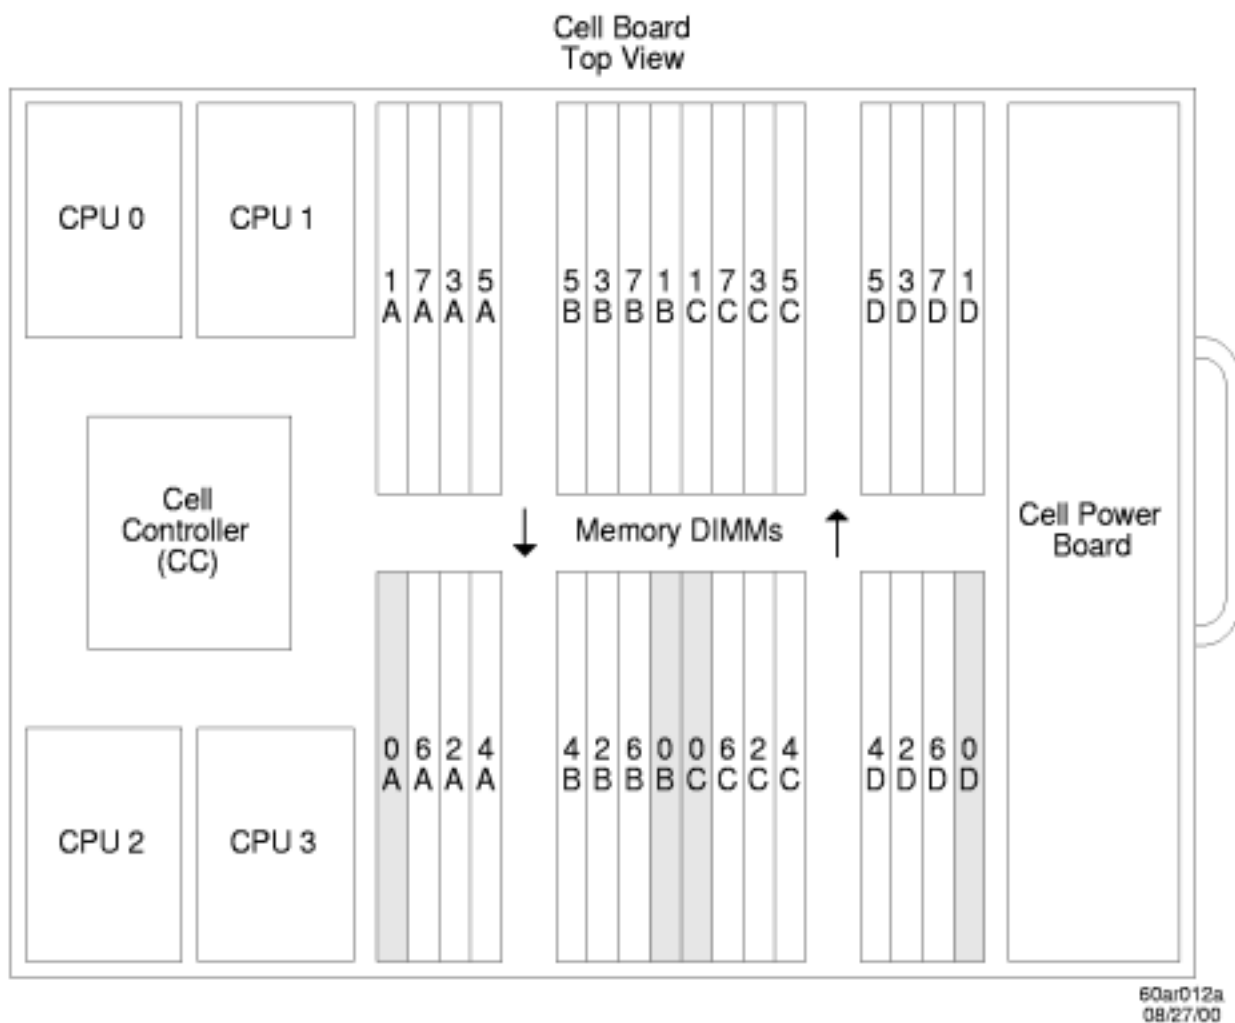 Cell Board
Top View
CPU 0
CPU 1
1 7 3 5
A A A A
5 3 7 1 1 7 3 5
B B B B C C C C
5 3 7 1
D D D D
Cell
Controller
(CC)
Memory DIMMs
Cell Power
Board
CPU 2
CPU 3
0 6 2 4
A A A A
4 2 6 0 0 6 2 4
B B B B C C C C
4 2 6 0
D D D D
60ar012a
08/27/00